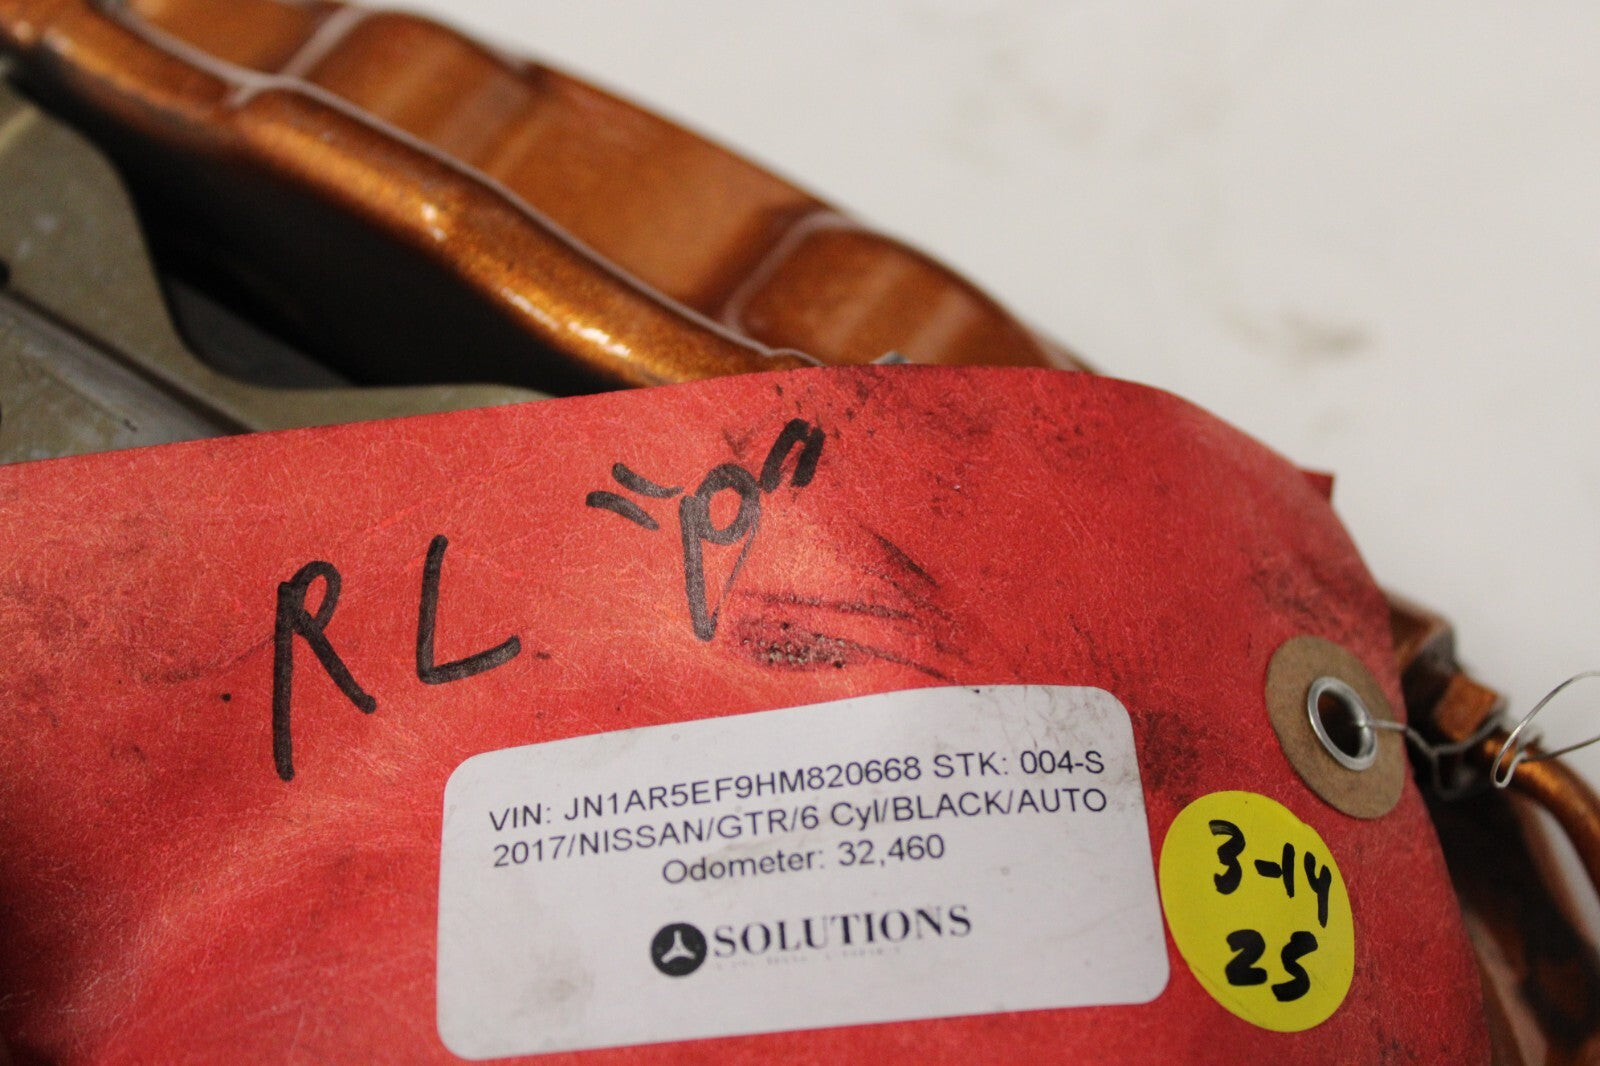 RL "P"
VIN: JN1AR5EF9HM820668 STK: 004-S
2017/NISSAN/GTR/6 Cyl/BLACK/AUTO
Odometer: 32,460
SOLUTIONS
3-14
25